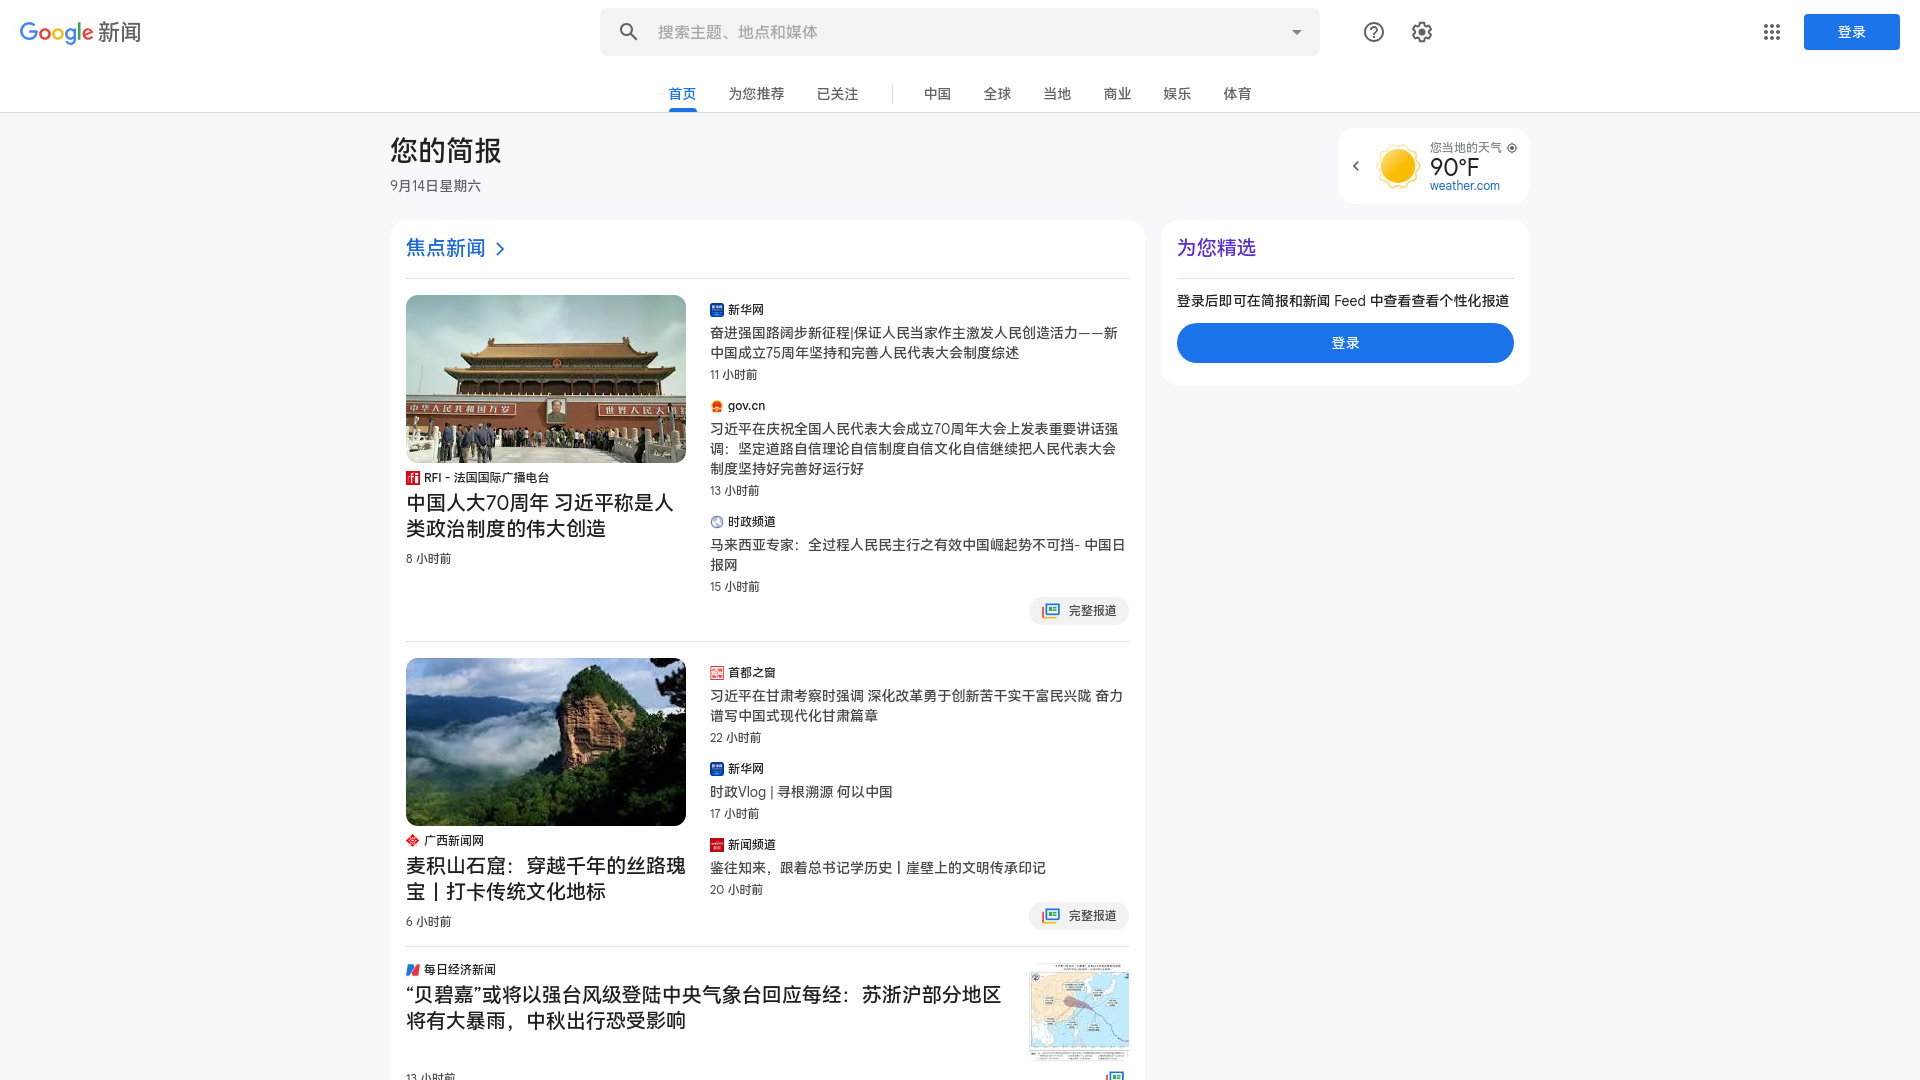 Google 新闻
搜索主题、地点和媒体
登录
首页
为您推荐
已关注
中国
全球
当地
商业
娱乐
体育
您的简报
9月14日星期六
您当地的天气
90°F
weather.com
焦点新闻
中华人民共和国万岁
世界人民大
RFI - 法国国际广播电台
中国人大70周年 习近平称是人
类政治制度的伟大创造
8 小时前
新华网
奋进强国路阔步新征程|保证人民当家作主激发人民创造活力——新
中国成立75周年坚持和完善人民代表大会制度综述
11 小时前
gov.cn
习近平在庆祝全国人民代表大会成立70周年大会上发表重要讲话强
调：坚定道路自信理论自信制度自信文化自信继续把人民代表大会
制度坚持好完善好运行好
13 小时前
时政频道
马来西亚专家：全过程人民民主行之有效中国崛起势不可挡- 中国日
报网
15 小时前
完整报道
广西新闻网
麦积山石窟：穿越千年的丝路瑰
宝丨打卡传统文化地标
6 小时前
首都之窗
习近平在甘肃考察时强调 深化改革勇于创新苦干实干富民兴陇 奋力
谱写中国式现代化甘肃篇章
22 小时前
新华网
时政Vlog | 寻根溯源 何以中国
17 小时前
新闻频道
鉴往知来，跟着总书记学历史丨崖壁上的文明传承印记
20 小时前
完整报道
每日经济新闻
“贝碧嘉”或将以强台风级登陆中央气象台回应每经：苏浙沪部分地区
将有大暴雨，中秋出行恐受影响
13 小时前
为您精选
登录后即可在简报和新闻 Feed 中查看查看个性化报道
登录